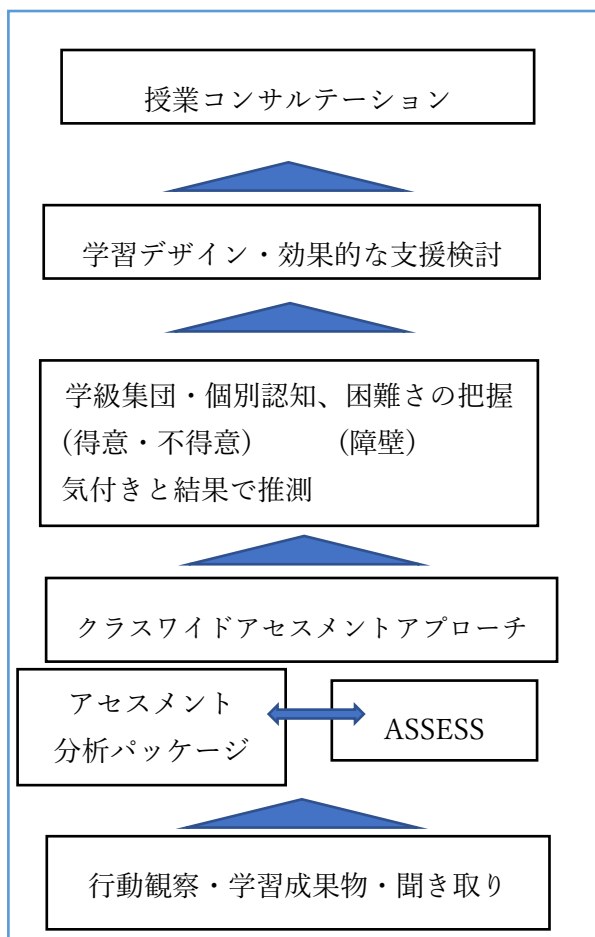 授業コンサルテーション
学習デザイン・効果的な支援検討
学級集団・個別認知、困難さの把握
(得意・不得意) (障壁)
気付きと結果で推測
クラスワイドアセスメントアプローチ
アセスメント
分析パッケージ
ASSESS
行動観察・学習成果物・聞き取り